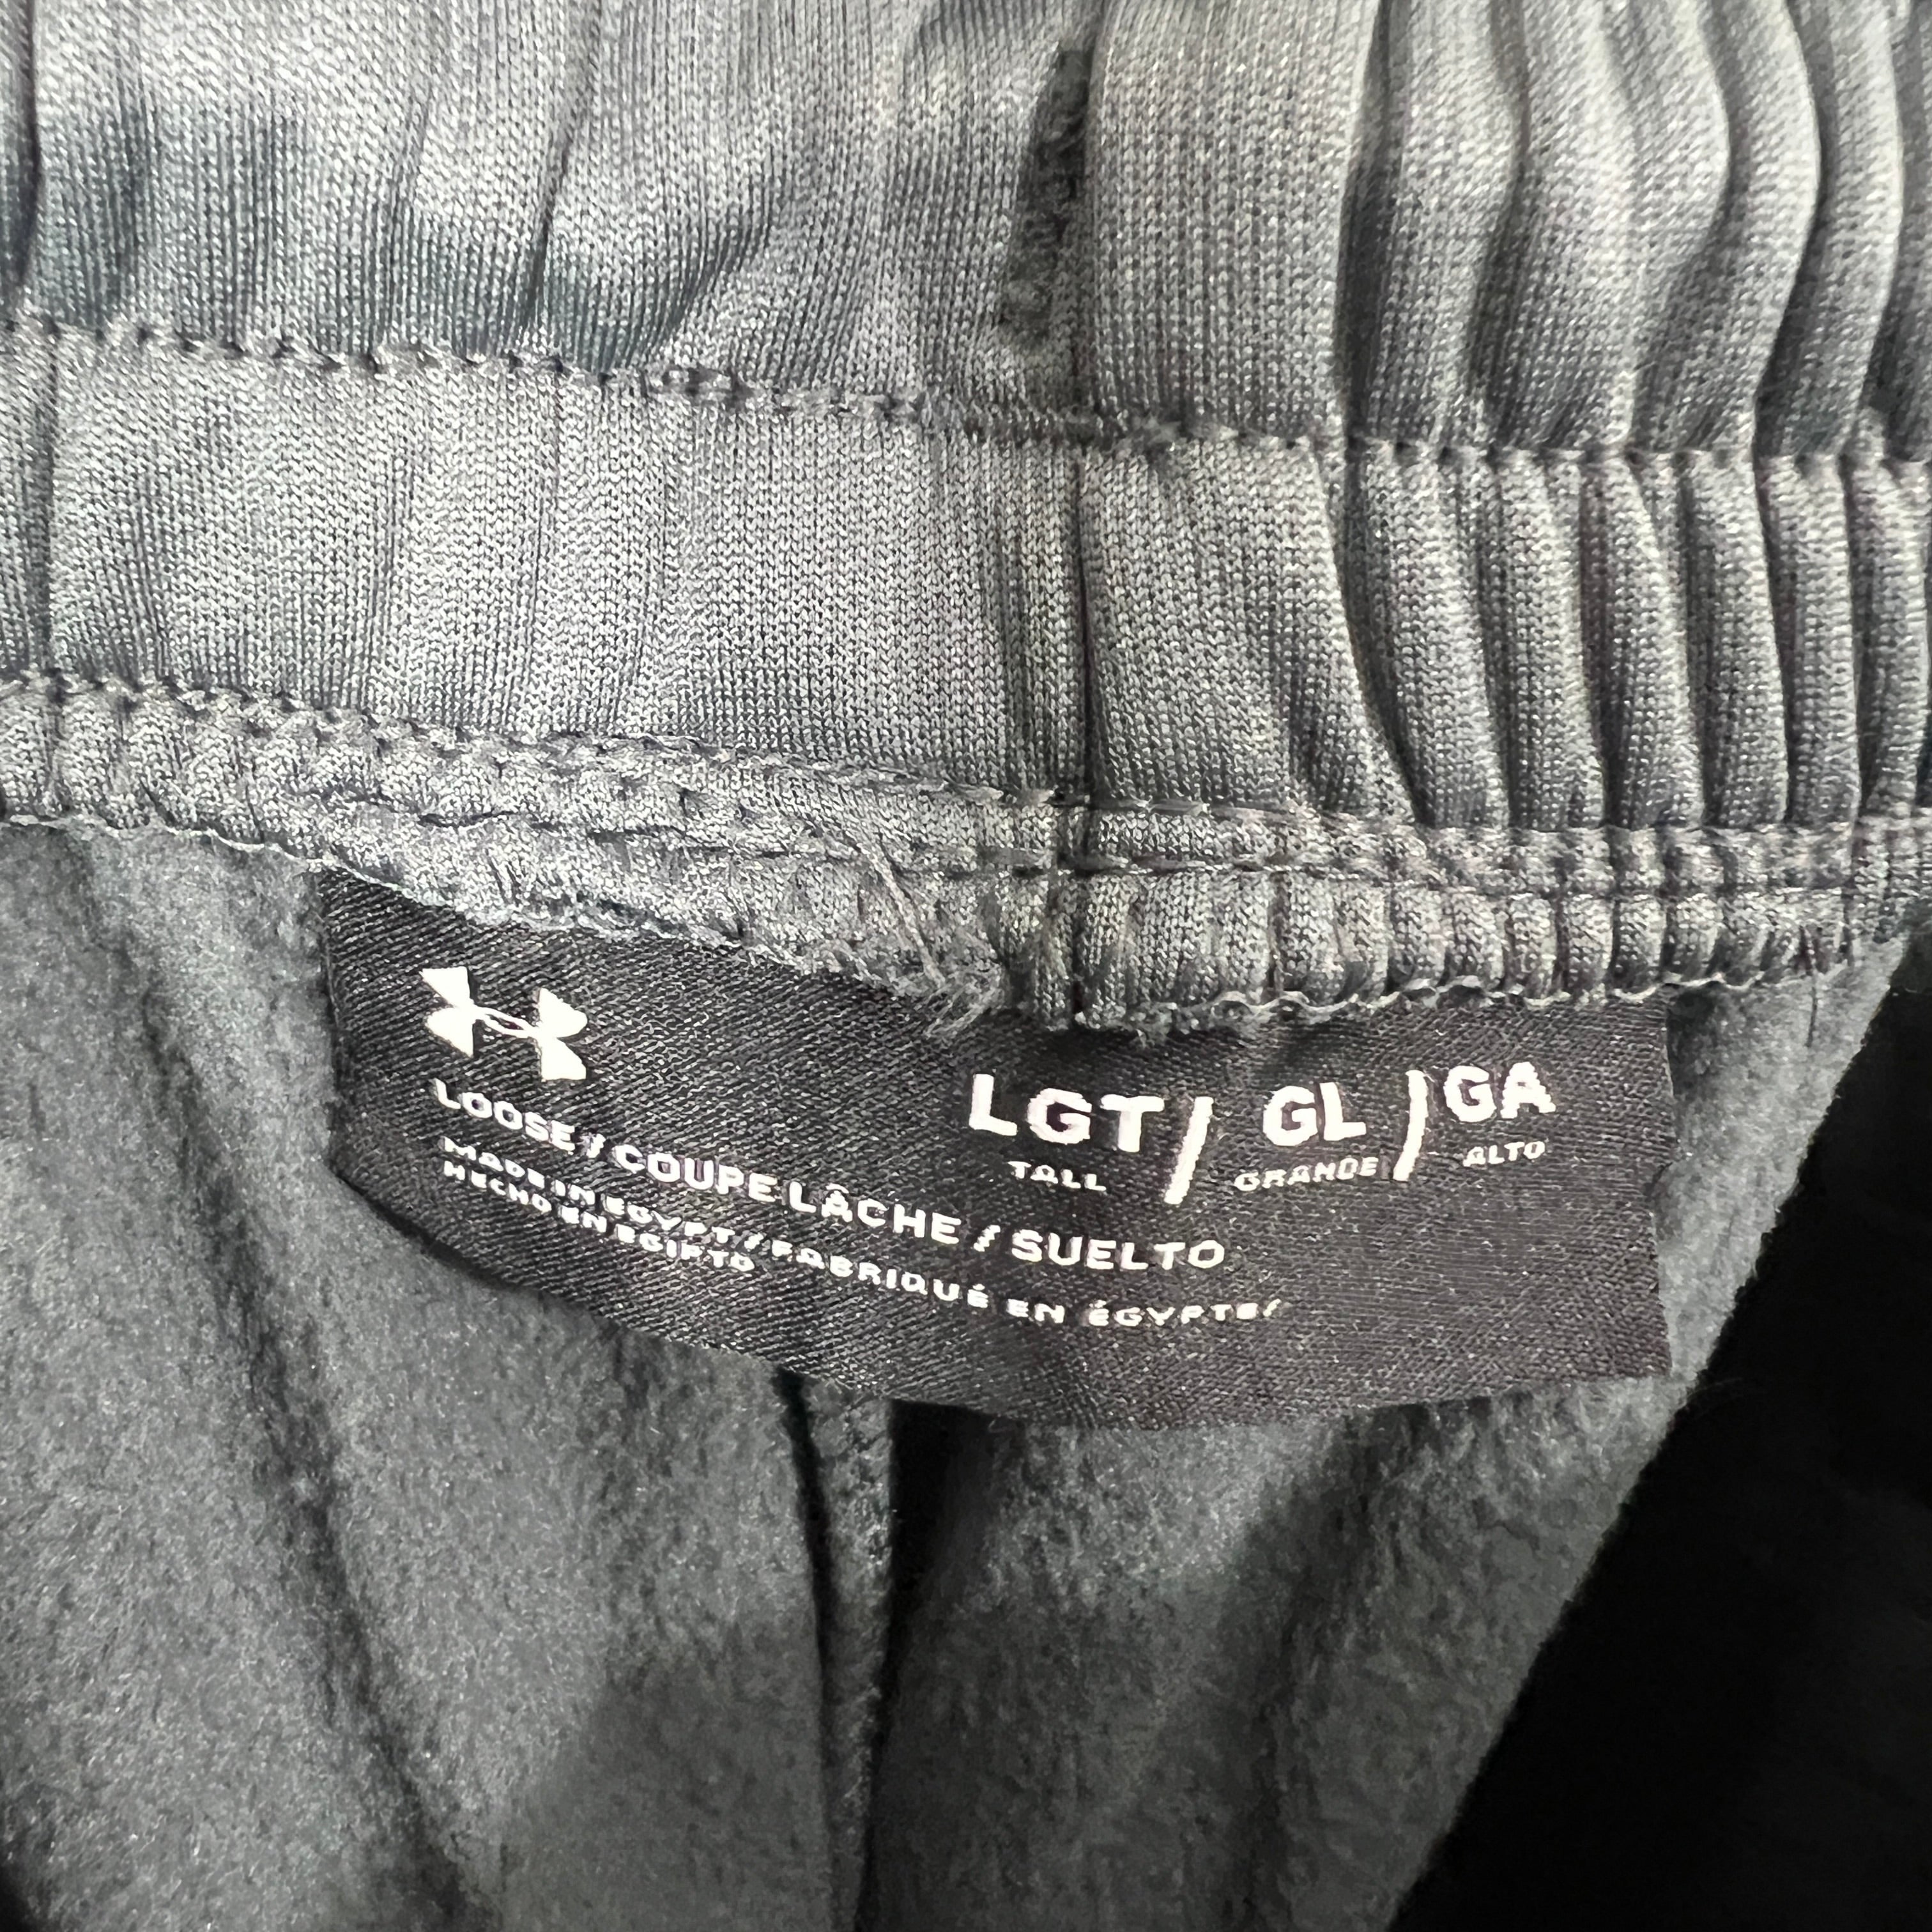 LGT / GL / GA
TALL GRANDE ALTO
LOOSE / COUPE LÂCHE / SUELTO
MADE IN EGYPT / FABRIQUÉ EN ÉGYPTE /
HECHO EN EGIPTO